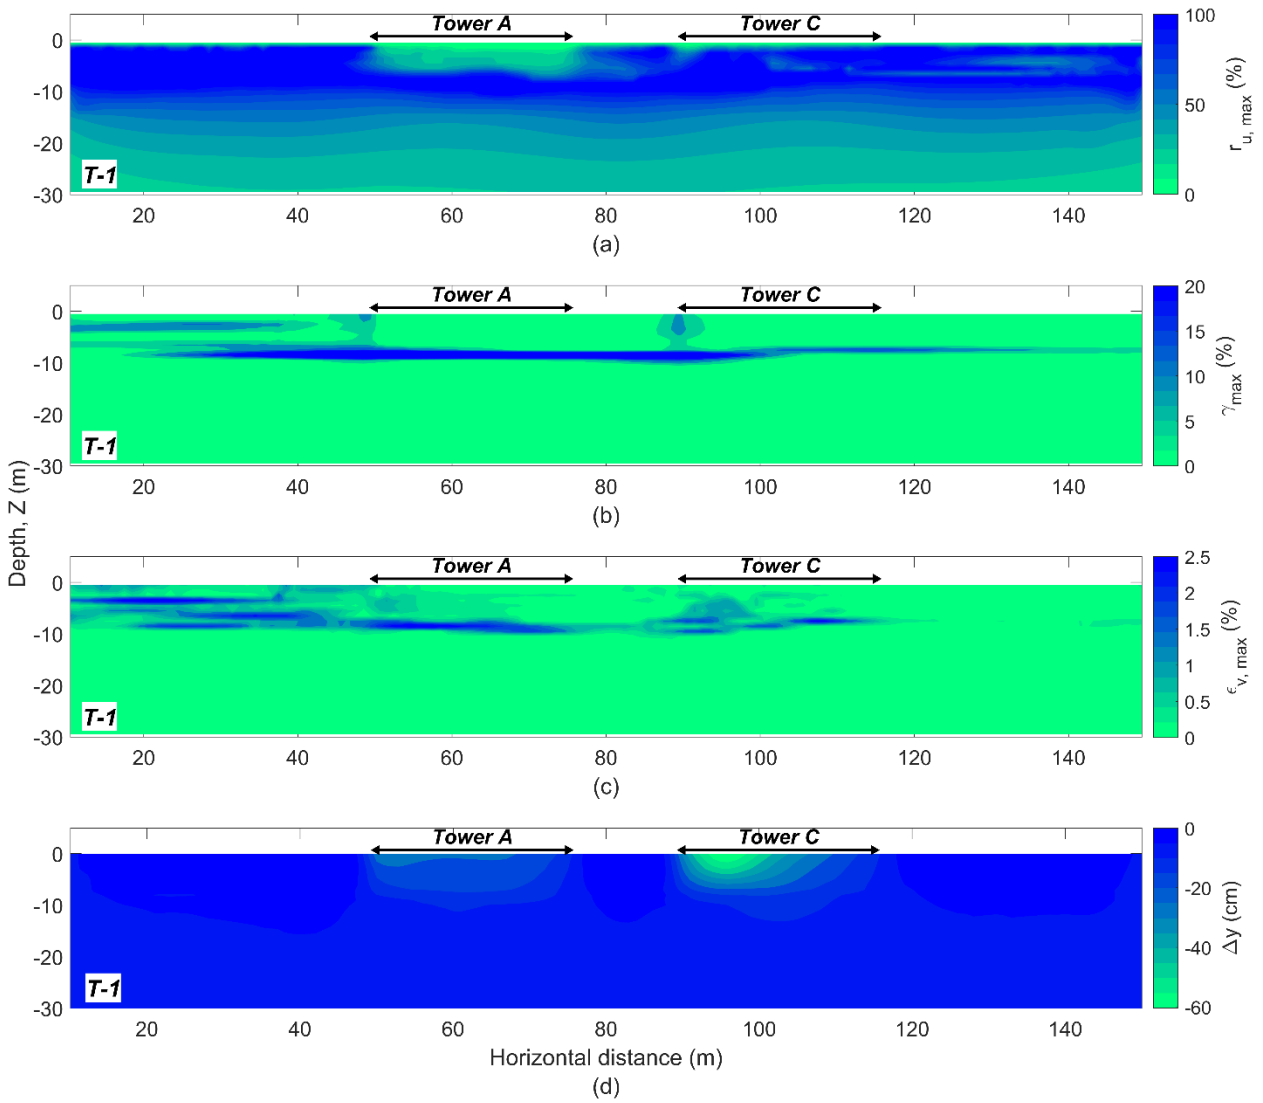 Tower A Tower C
0
-10
-20
-30
T-1
20 40 60 80 100 120 140
(a)
100
50
0
r_u, max (%)
Tower A Tower C
0
-10
-20
-30
T-1
20 40 60 80 100 120 140
(b)
20
15
10
5
0
γ_max (%)
Depth, Z (m)
Tower A Tower C
0
-10
-20
-30
T-1
20 40 60 80 100 120 140
(c)
2.5
2
1.5
1
0.5
0
ϵ_v, max (%)
Tower A Tower C
0
-10
-20
-30
T-1
20 40 60 80 100 120 140
Horizontal distance (m)
(d)
0
-20
-40
-60
Δy (cm)